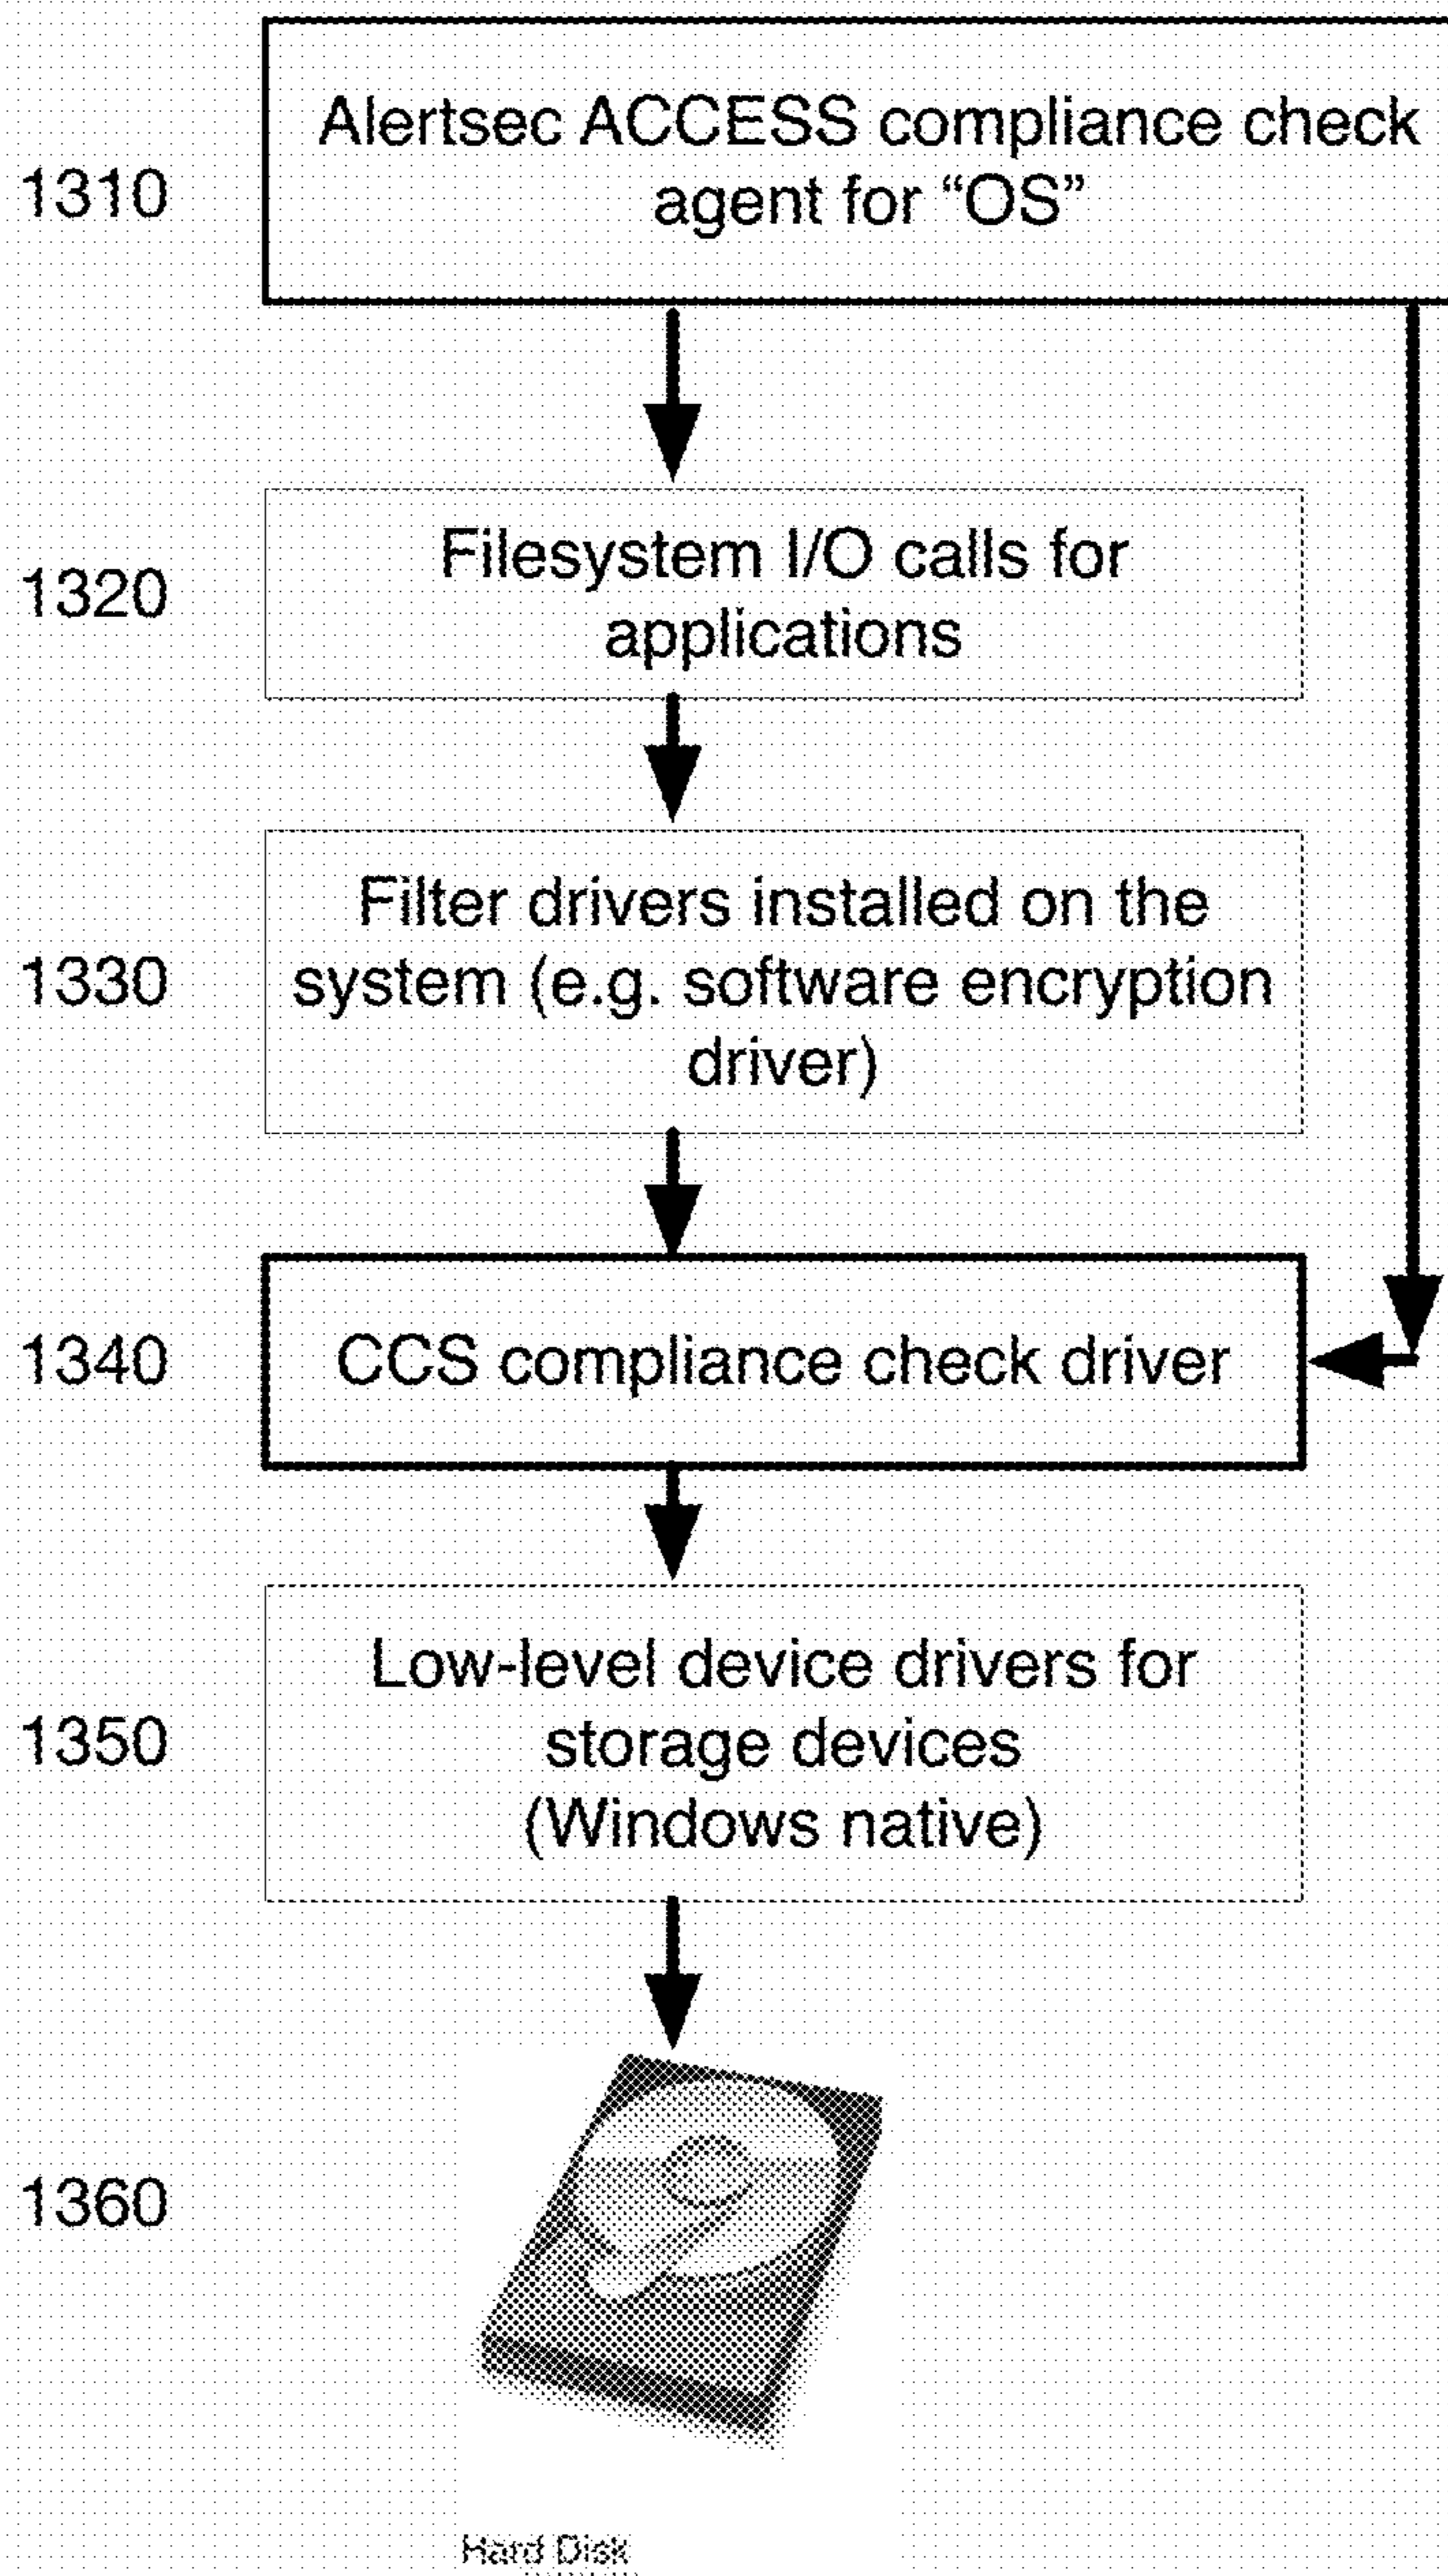 Alertsec ACCESS compliance check
1310
agent for “OS”
Filesystem I/O calls for
1320
applications
Filter drivers installed on the
1330
system (e.g. software encryption
driver)
1340
CCS compliance check driver
Low-level device drivers for
1350
storage devices
(Windows native)
1360
Hard Disk